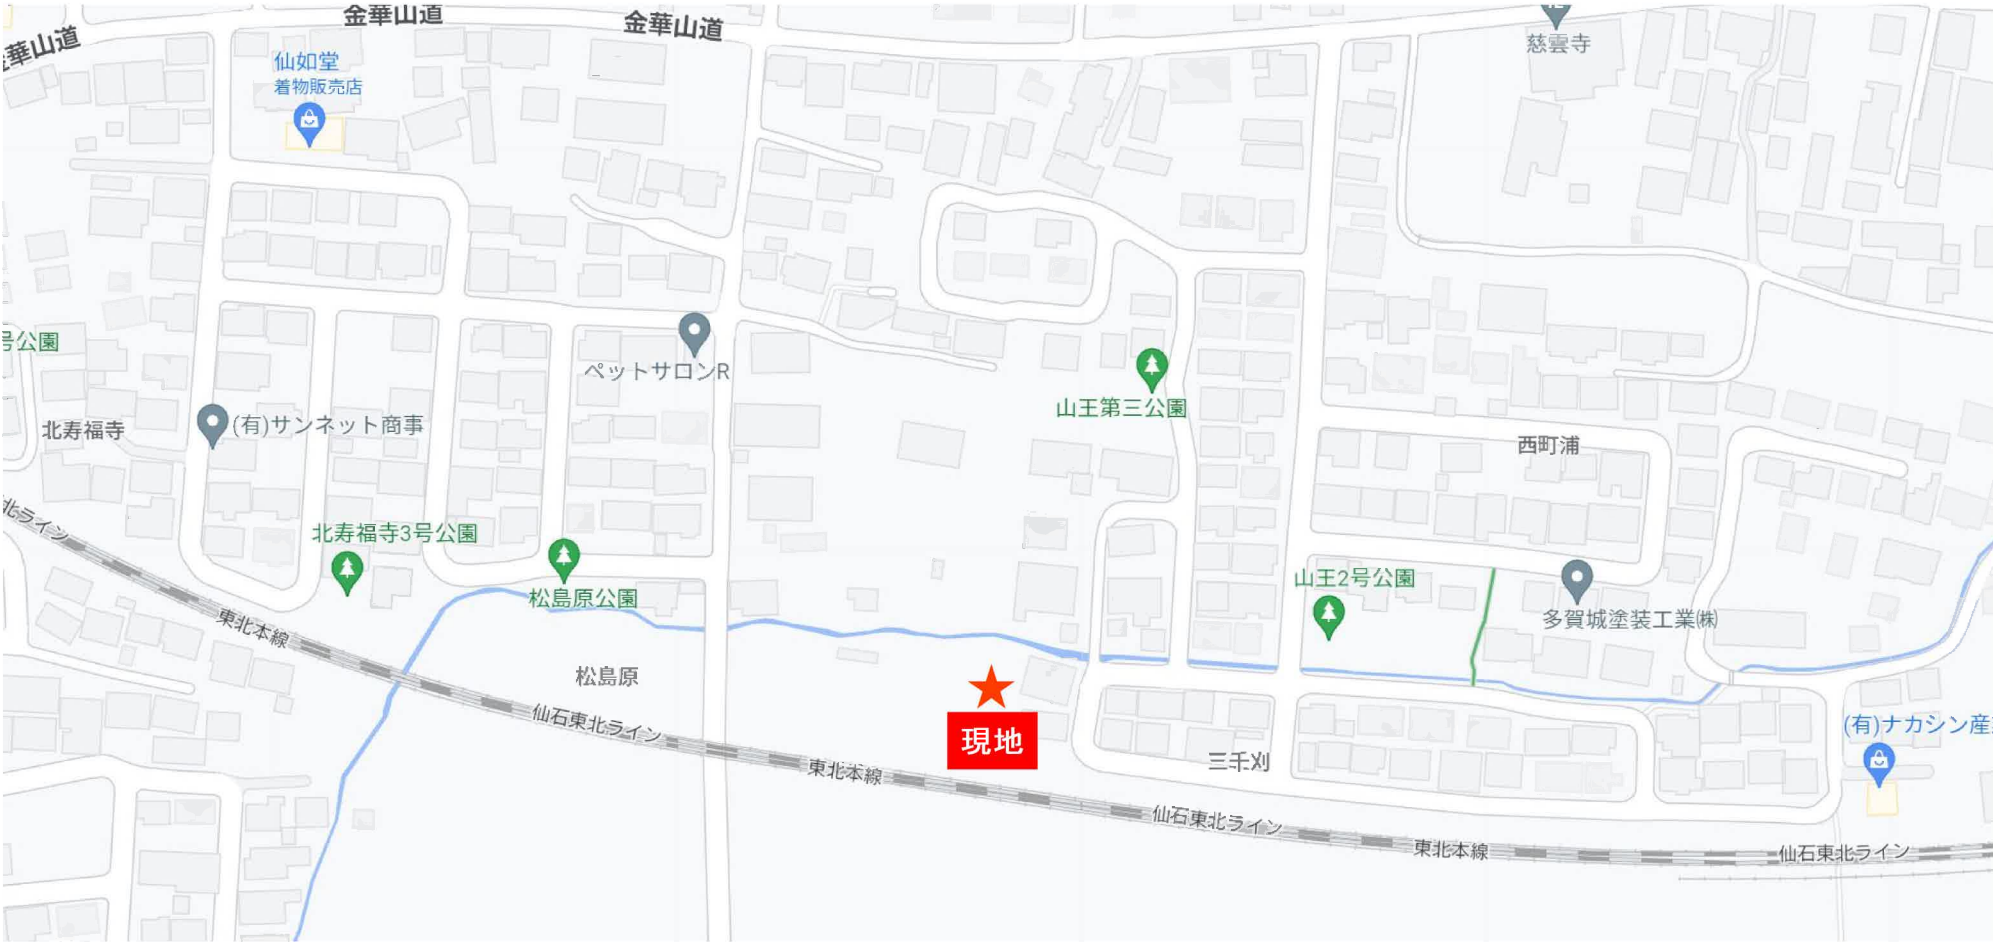 金華山道
金華山道
金華山道
仙如堂
着物販売店
慈雲寺
号公園
ペットサロンR
山王第三公園
北寿福寺
(有)サンネット商事
西町浦
北ライン
北寿福寺3号公園
松島原公園
山王2号公園
多賀城塗装工業㈱
東北本線
松島原
仙石東北ライン
現地
(有)ナカシン産
三千刈
東北本線
仙石東北ライン
東北本線
仙石東北ライン